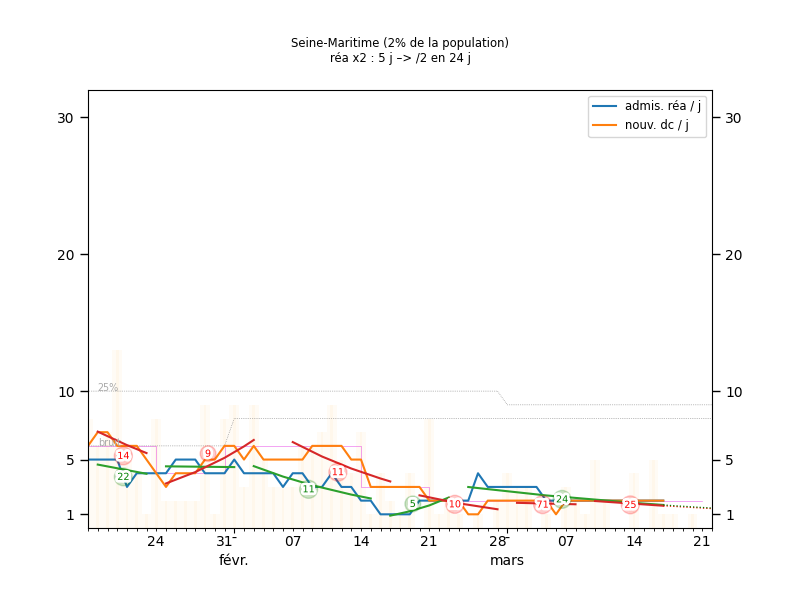 Seine-Maritime (2% de la population)
réa x2 : 5 j –> /2 en 24 j
admis. réa / j
nouv. dc / j
30 30
20 20
10 10
5 5
1 1
25%
14
22
9
11
11
5
10
71
24
25
24 31 07 14 21 28 07 14 21
févr. mars